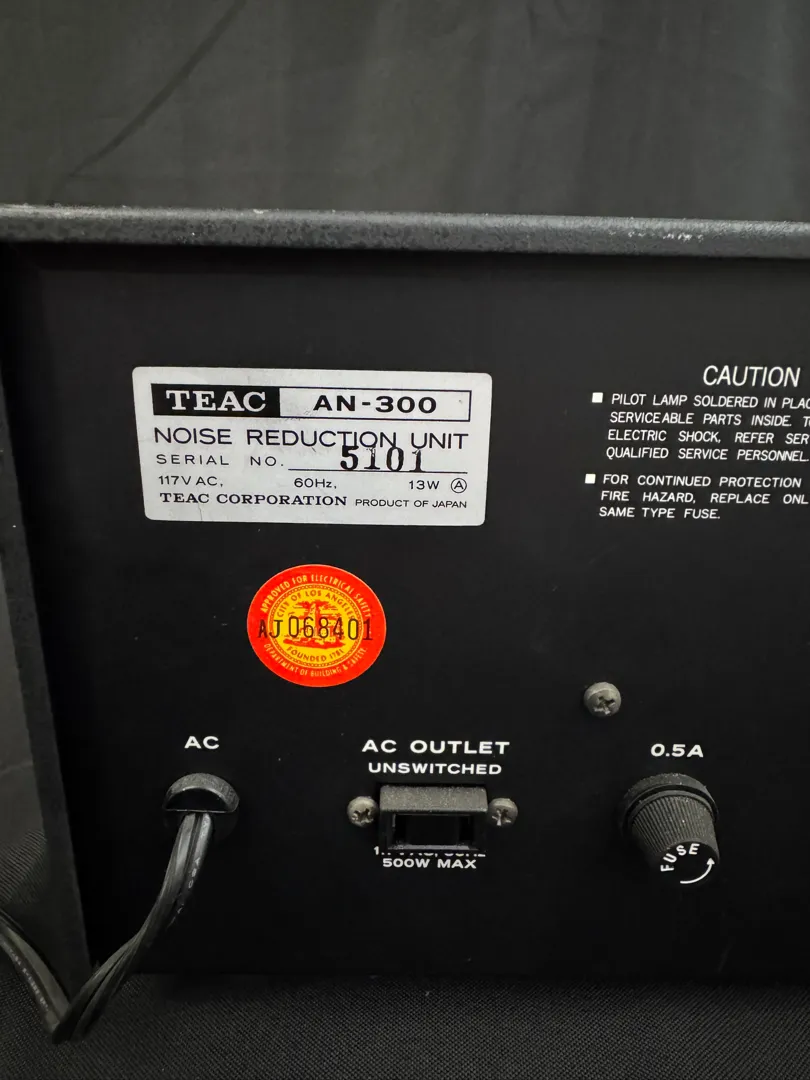 TEAC AN-300
NOISE REDUCTION UNIT
SERIAL NO. 5101
117V AC, 60Hz, 13W A
TEAC CORPORATION PRODUCT OF JAPAN
CAUTION
■ PILOT LAMP SOLDERED IN
SERVICEABLE PARTS INSIDE.
ELECTRIC SHOCK, REFER
QUALIFIED SERVICE PERSONNEL.
■ FOR CONTINUED PROTECTION
FIRE HAZARD, REPLACE
SAME TYPE FUSE.
APPROVED FOR ELECTRICAL SAFETY
CITY OF LOS ANGELES
AJ068401
FOUNDED 1781
DEPARTMENT OF BUILDING & SAFETY
AC
AC OUTLET
UNSWITCHED
500W MAX
0.5A
FUSE